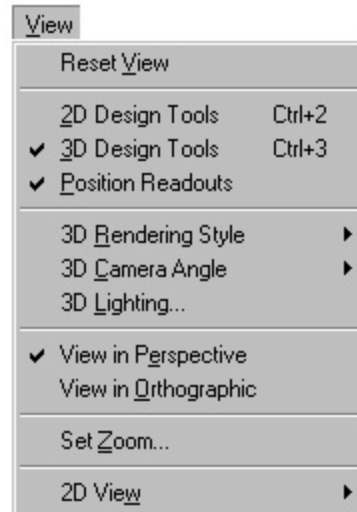 View
Reset View
2D Design Tools Ctrl+2
3D Design Tools Ctrl+3
Position Readouts
3D Rendering Style
3D Camera Angle
3D Lighting...
View in Perspective
View in Orthographic
Set Zoom...
2D View